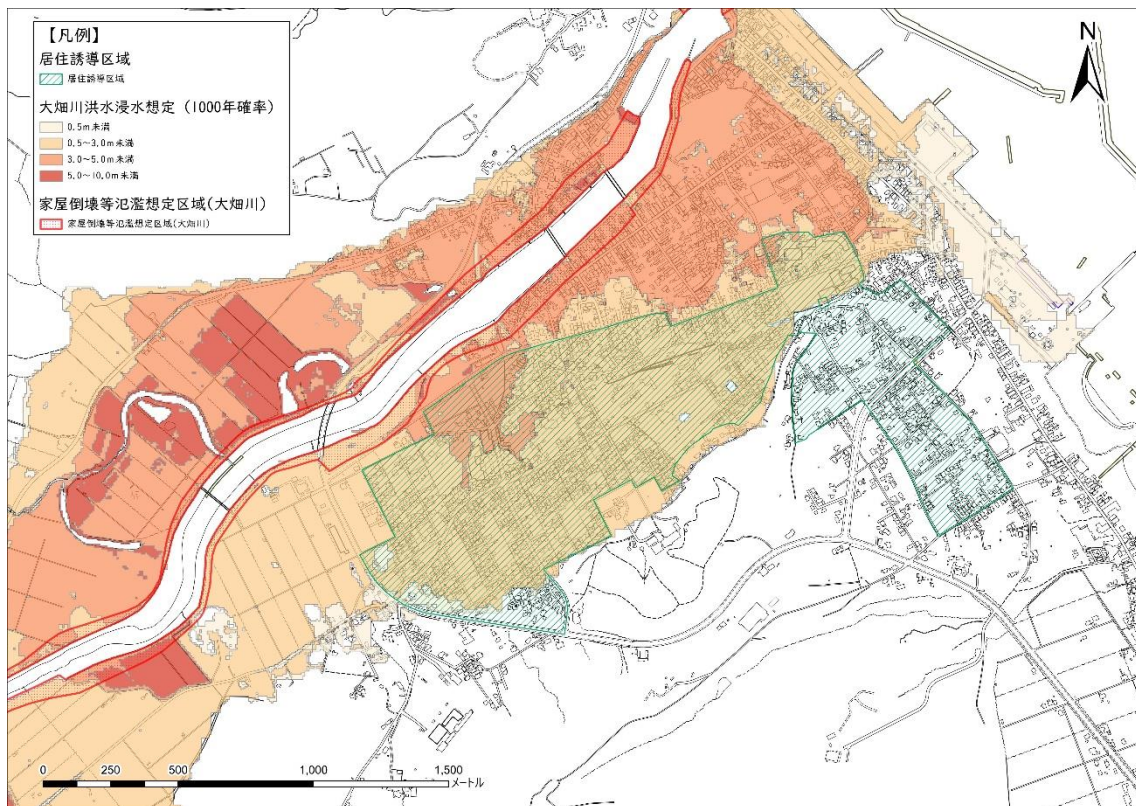 【凡例】
居住誘導区域
居住誘導区域
大畑川洪水浸水想定（1000年確率）
0.5m未満
0.5～3.0m未満
3.0～5.0m未満
5.0～10.0m未満
家屋倒壊等氾濫想定区域(大畑川)
家屋倒壊等氾濫想定区域(大畑川)
N
0 250 500 1,000 1,500
メートル